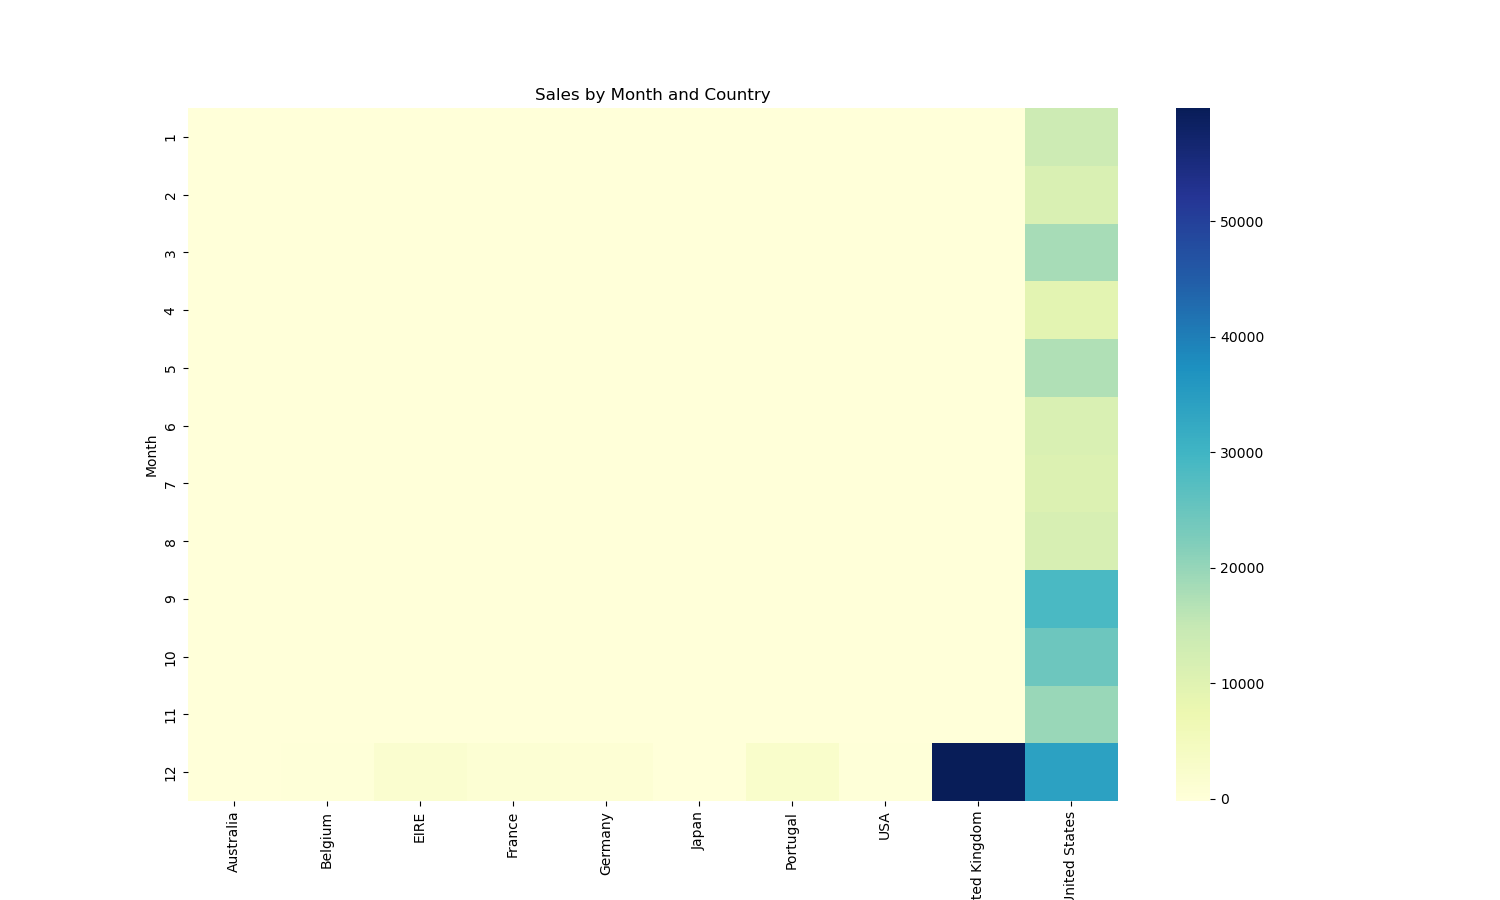 Sales by Month and Country
Month
1
2
3
4
5
6
7
8
9
10
11
12
Australia
Belgium
EIRE
France
Germany
Japan
Portugal
USA
ted Kingdom
United States
50000
40000
30000
20000
10000
0